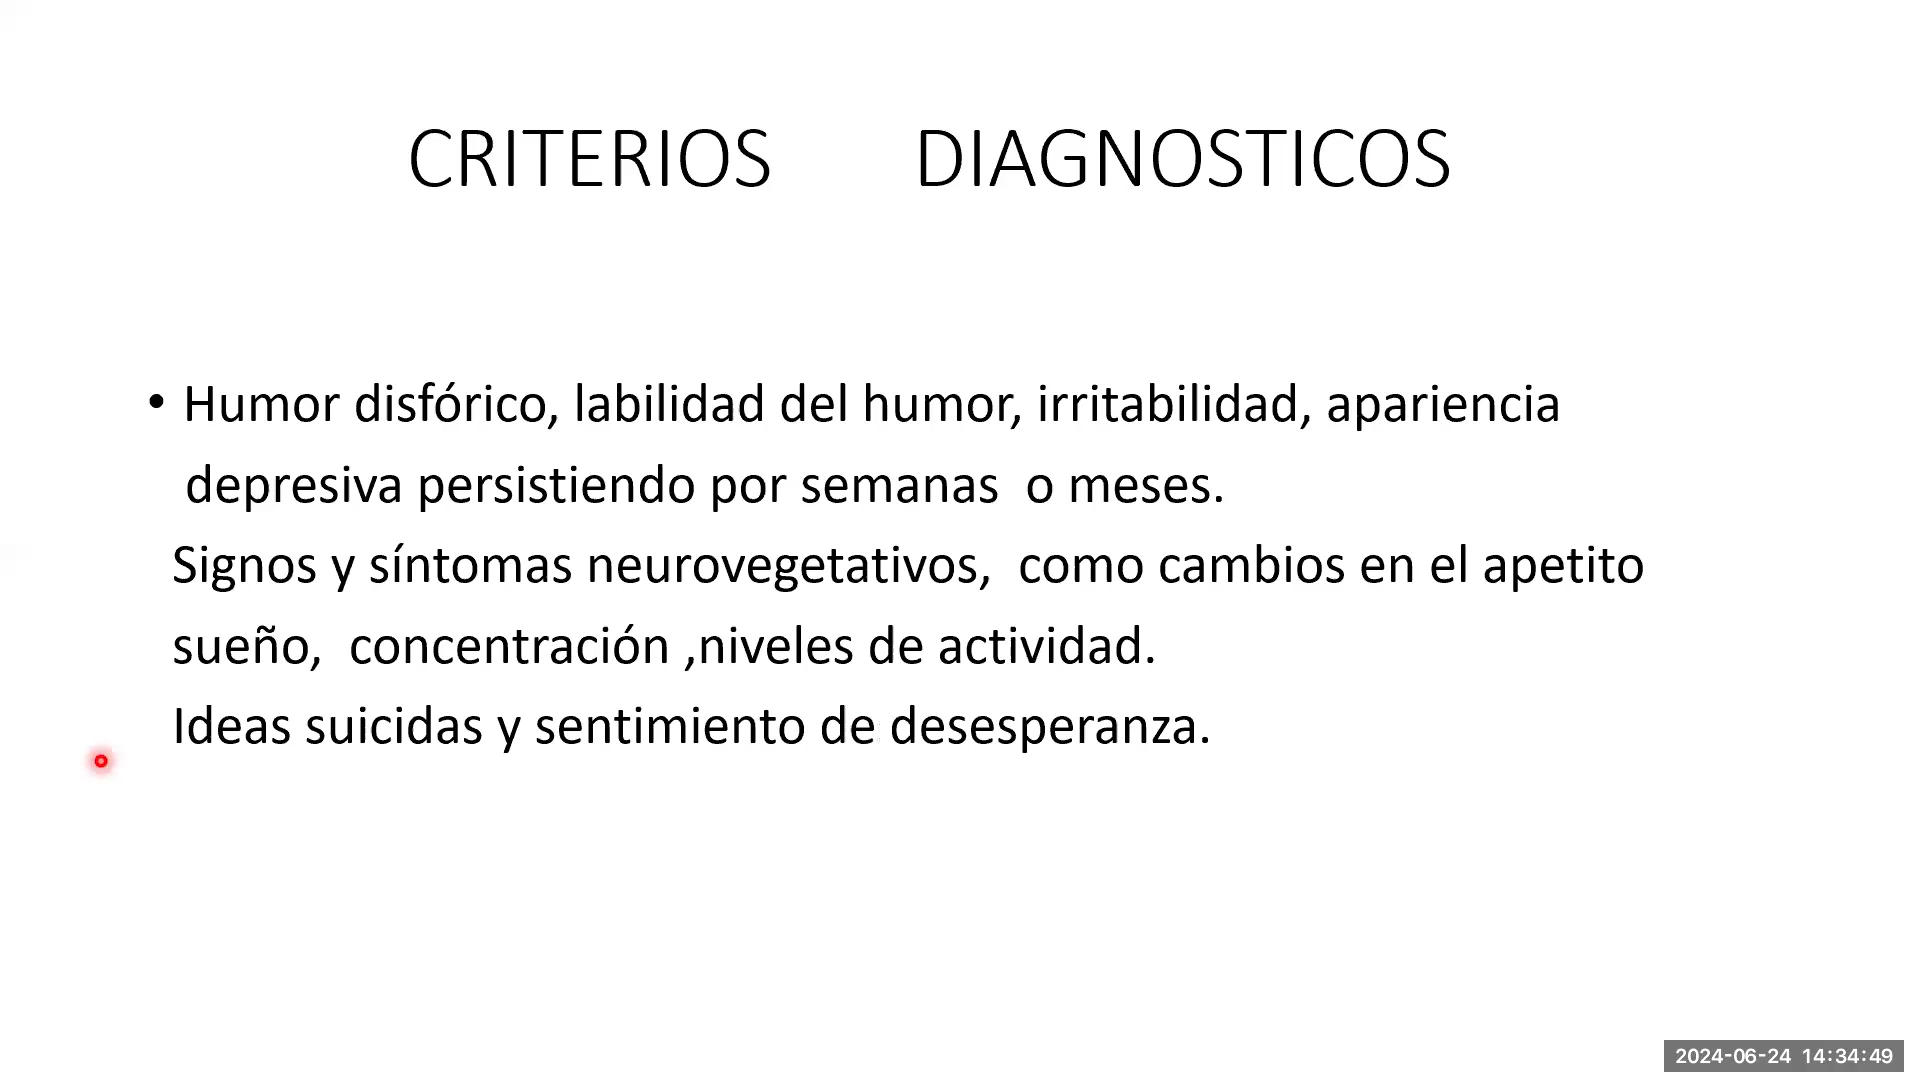 CRITERIOS DIAGNOSTICOS
• Humor disfórico, labilidad del humor, irritabilidad, apariencia
depresiva persistiendo por semanas o meses.
Signos y síntomas neurovegetativos, como cambios en el apetito
sueño, concentración ,niveles de actividad.
Ideas suicidas y sentimiento de desesperanza.
2024-06-24 14:34:49